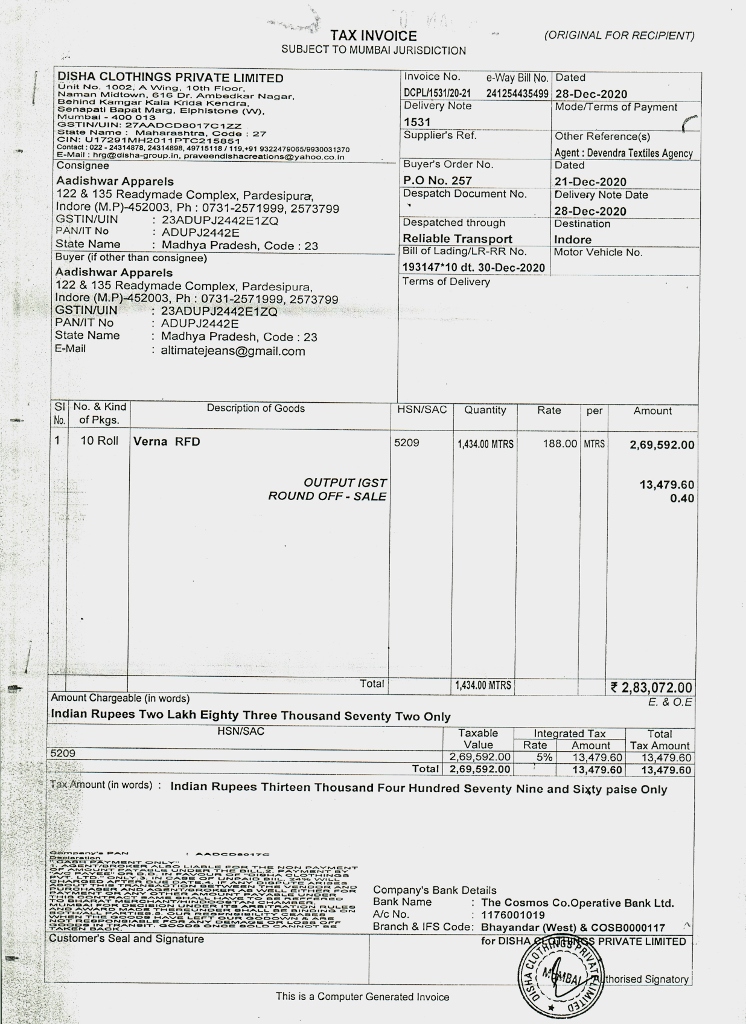 TAX INVOICE
(ORIGINAL FOR RECIPIENT)
SUBJECT TO MUMBAI JURISDICTION
DISHA CLOTHINGS PRIVATE LIMITED
Unit No. 1002, A Wing, 10th Floor,
Naman Midtown, 616 Dr. Ambedkar Nagar,
Behind Kamgar Kala Krida Kendra,
Senapati Bapat Marg, Elphistone (W),
Mumbai - 400 013
GSTIN/UIN: 27AADCD8017C1ZZ
State Name : Maharashtra, Code : 27
CIN: U17291MH2011PTC215851
Contact : 022 - 24314878, 24314898, 49715118 / 119,+91 9322479065/8930031370
E-Mail : hrg@disha-group.in, praveendishacreations@yahoo.co.in
Invoice No. e-Way Bill No. Dated
DCPL/1531/20-21 241254435499 28-Dec-2020
Delivery Note Mode/Terms of Payment
1531
Supplier's Ref. Other Reference(s)
Agent : Devendra Textiles Agency
Buyer's Order No. Dated
P.O No. 257 21-Dec-2020
Despatch Document No. Delivery Note Date
28-Dec-2020
Despatched through Destination
Reliable Transport Indore
Bill of Lading/LR-RR No. Motor Vehicle No.
193147*10 dt. 30-Dec-2020
Terms of Delivery
Consignee
Aadishwar Apparels
122 & 135 Readymade Complex, Pardesipura,
Indore (M.P)-452003, Ph : 0731-2571999, 2573799
GSTIN/UIN : 23ADUPJ2442E1ZQ
PAN/IT No : ADUPJ2442E
State Name : Madhya Pradesh, Code : 23
Buyer (if other than consignee)
Aadishwar Apparels
122 & 135 Readymade Complex, Pardesipura,
Indore (M.P)-452003, Ph : 0731-2571999, 2573799
GSTIN/UIN : 23ADUPJ2442E1ZQ
PAN/IT No : ADUPJ2442E
State Name : Madhya Pradesh, Code : 23
E-Mail : altimatejeans@gmail.com
Sl No. No. & Kind of Pkgs. Description of Goods HSN/SAC Quantity Rate per Amount
1 10 Roll Verna RFD 5209 1,434.00 MTRS 188.00 MTRS 2,69,592.00
OUTPUT IGST 13,479.60
ROUND OFF - SALE 0.40
Total 1,434.00 MTRS ₹ 2,83,072.00
Amount Chargeable (in words) E. & O.E
Indian Rupees Two Lakh Eighty Three Thousand Seventy Two Only
HSN/SAC Taxable Value Integrated Tax Rate Amount Total Tax Amount
5209 2,69,592.00 5% 13,479.60 13,479.60
Total 2,69,592.00 13,479.60 13,479.60
Tax Amount (in words) : Indian Rupees Thirteen Thousand Four Hundred Seventy Nine and Sixty paise Only
Company's PAN : AADCD8017C
Declaration
Company's Bank Details
Bank Name : The Cosmos Co.Operative Bank Ltd.
A/c No. : 1176001019
Branch & IFS Code: Bhayandar (West) & COSB0000117
Customer's Seal and Signature
for DISHA CLOTHINGS PRIVATE LIMITED
DISHA CLOTHINGS PRIVATE LIMITED
MUMBAI
Authorised Signatory
This is a Computer Generated Invoice